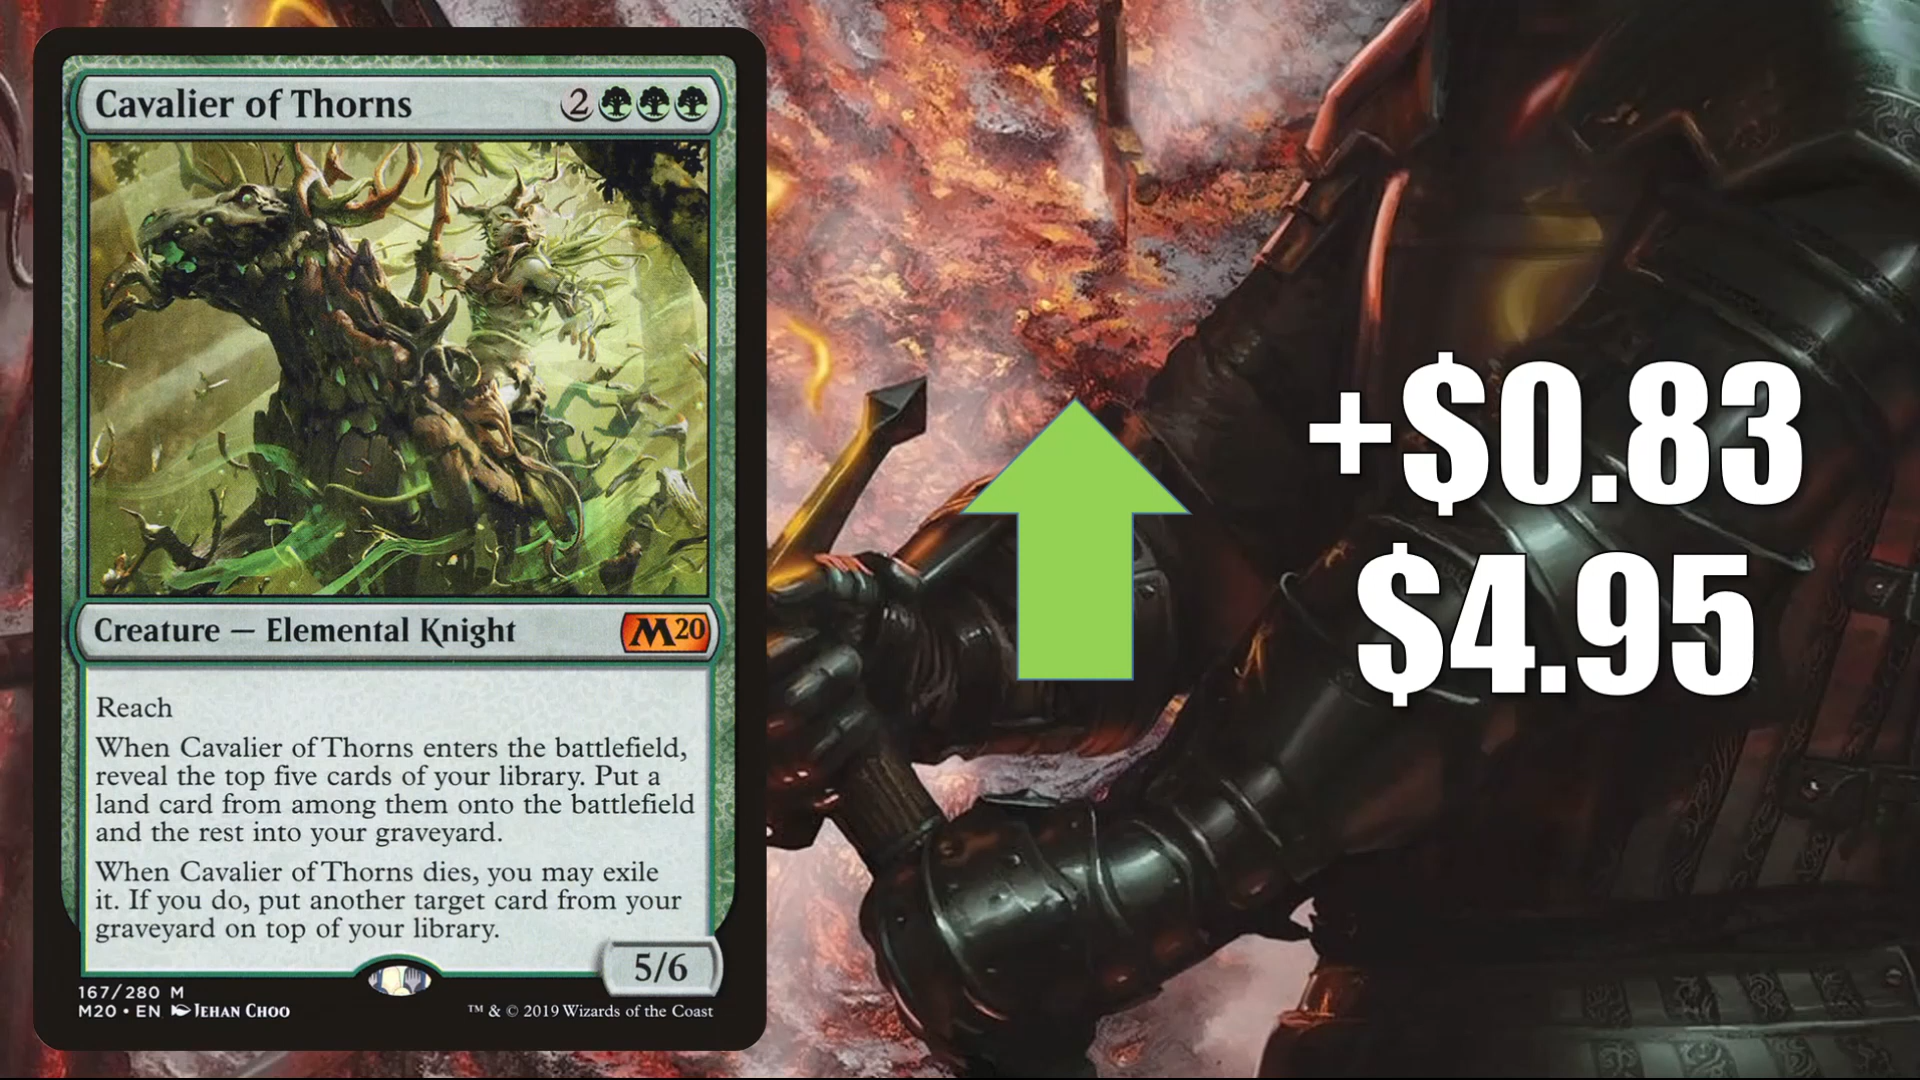 Cavalier of Thorns 2
Creature — Elemental Knight M20
Reach
When Cavalier of Thorns enters the battlefield,
reveal the top five cards of your library. Put a
land card from among them onto the battlefield
and the rest into your graveyard.
When Cavalier of Thorns dies, you may exile
it. If you do, put another target card from your
graveyard on top of your library.
5/6
167/280 M
M20 • EN Jehan Choo
™ & © 2019 Wizards of the Coast
+$0.83
$4.95